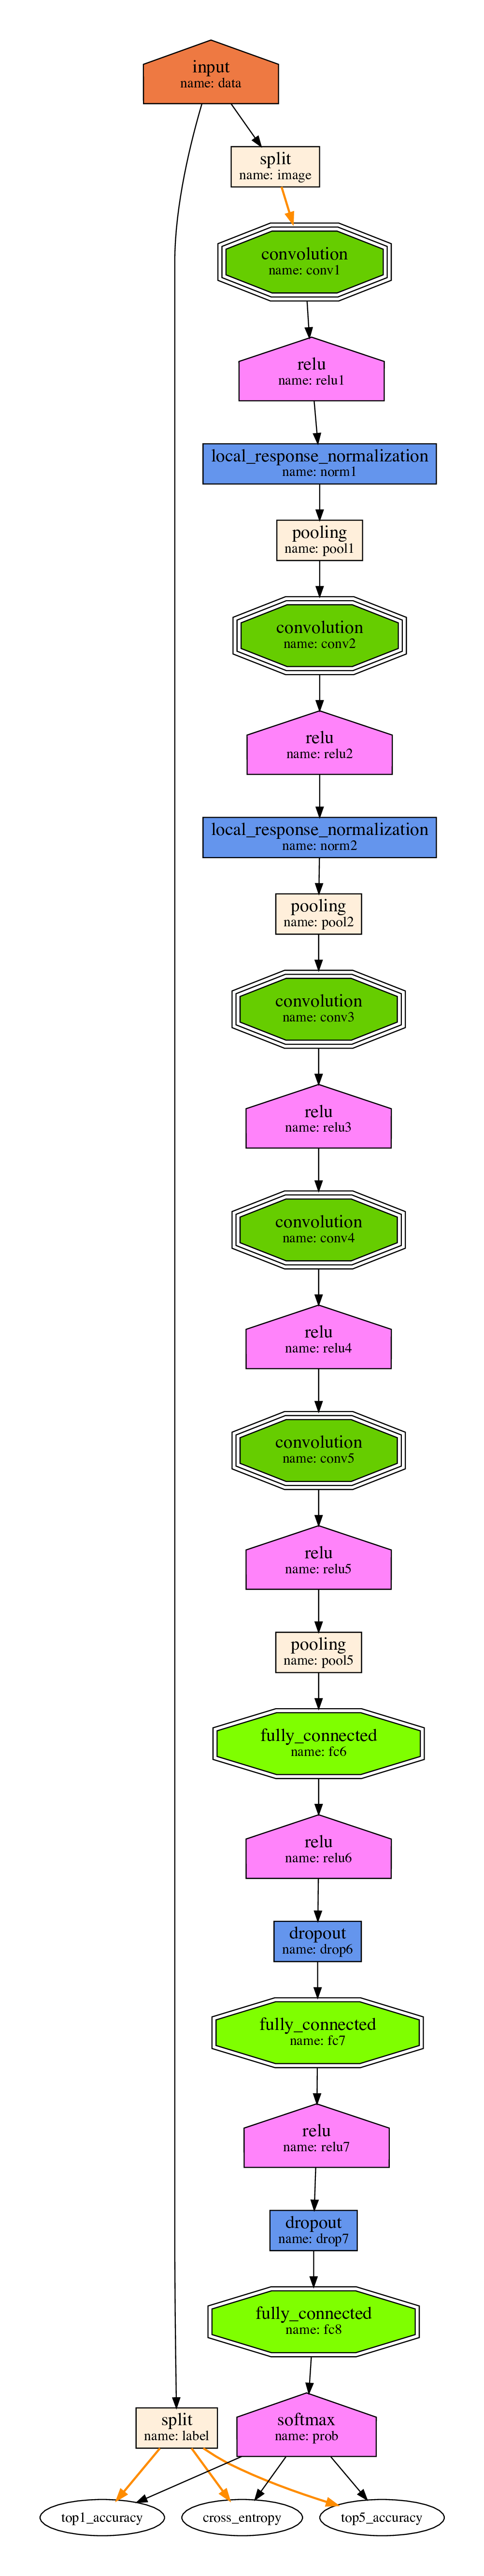 input
name: data
split
name: image
convolution
name: conv1
relu
name: relu1
local_response_normalization
name: norm1
pooling
name: pool1
convolution
name: conv2
relu
name: relu2
local_response_normalization
name: norm2
pooling
name: pool2
convolution
name: conv3
relu
name: relu3
convolution
name: conv4
relu
name: relu4
convolution
name: conv5
relu
name: relu5
pooling
name: pool5
fully_connected
name: fc6
relu
name: relu6
dropout
name: drop6
fully_connected
name: fc7
relu
name: relu7
dropout
name: drop7
fully_connected
name: fc8
split
name: label
softmax
name: prob
top1_accuracy
cross_entropy
top5_accuracy